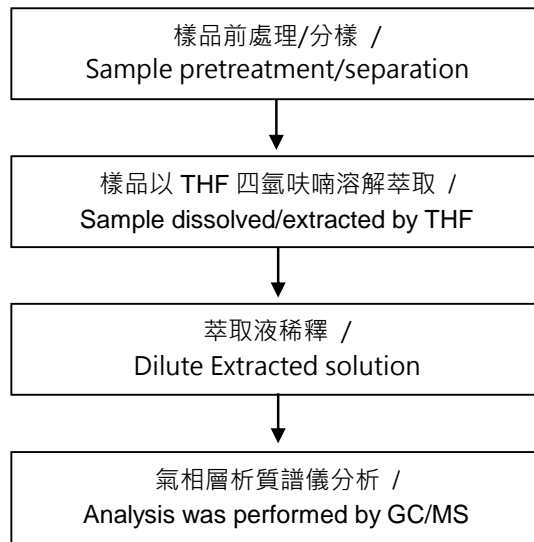 樣品前處理/分樣 /
Sample pretreatment/separation
樣品以 THF 四氫呋喃溶解萃取 /
Sample dissolved/extracted by THF
萃取液稀釋 /
Dilute Extracted solution
氣相層析質譜儀分析 /
Analysis was performed by GC/MS